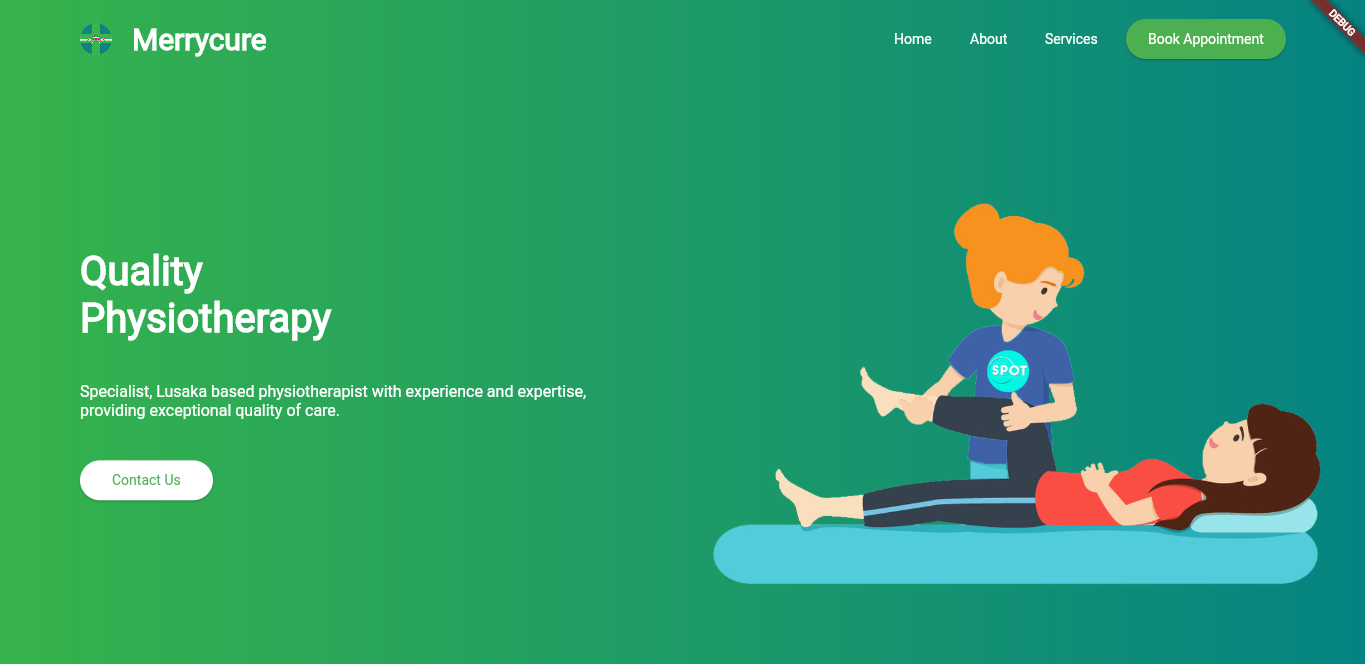 Merrycure
Home
About
Services
Book Appointment
DEBUG
Quality
Physiotherapy
SPOT
Specialist, Lusaka based physiotherapist with experience and expertise,
providing exceptional quality of care.
Contact Us